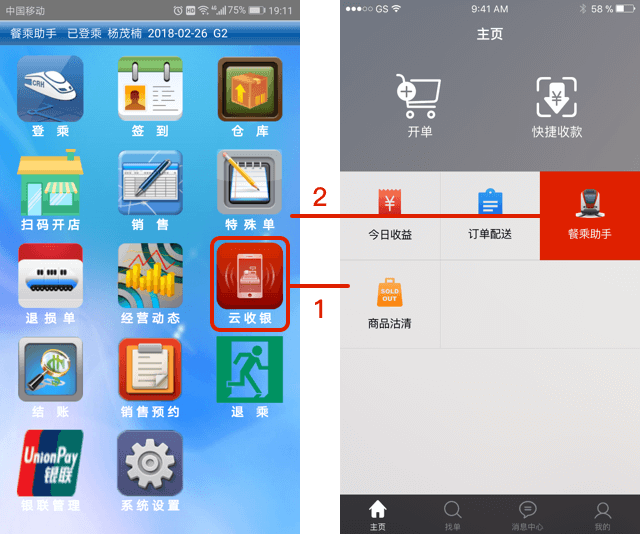 中国移动 HD 4G 75% 19:11
餐乘助手 已登乘 杨茂楠 2018-02-26 G2
CRH
登 乘 签 到 仓 库
扫码开店 销 售 特殊单
退损单 经营动态 云收银
结 账 销售预约 退 乘
UnionPay
银联
银联管理 系统设置
2
1
GS 9:41 AM 58 %
主页
开单 快捷收款
今日收益 订单配送 餐乘助手
SOLD
OUT
商品沽清
主页 找单 消息中心 我的